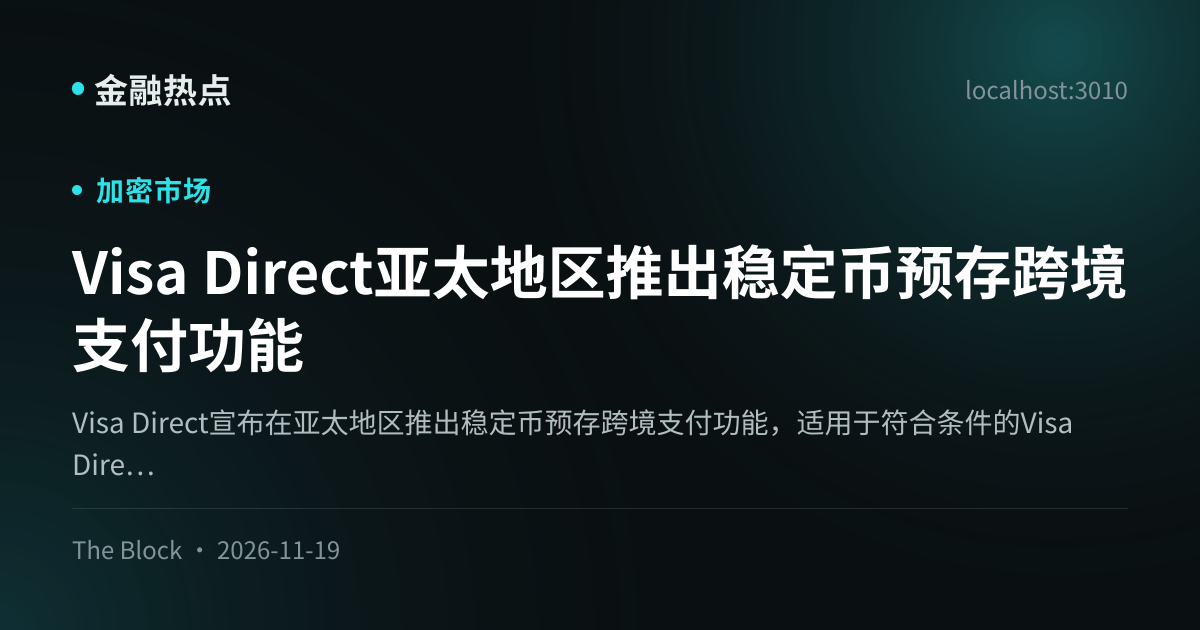 金融热点
localhost:3010
加密市场
Visa Direct亚太地区推出稳定币预存跨境
支付功能
Visa Direct宣布在亚太地区推出稳定币预存跨境支付功能，适用于符合条件的Visa
Dire…
The Block • 2026-11-19